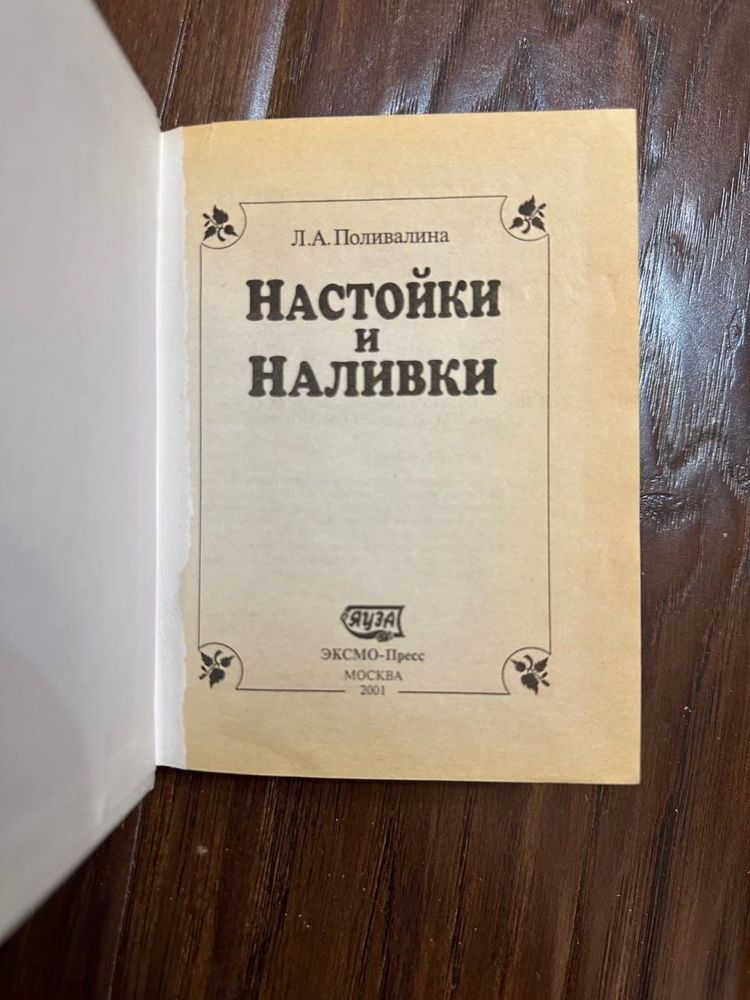 Л.А.Поливалина
НАСТОЙКИ
И
НАЛИВКИ
ЯУЗА
ЭКСМО-Пресс
МОСКВА
2001